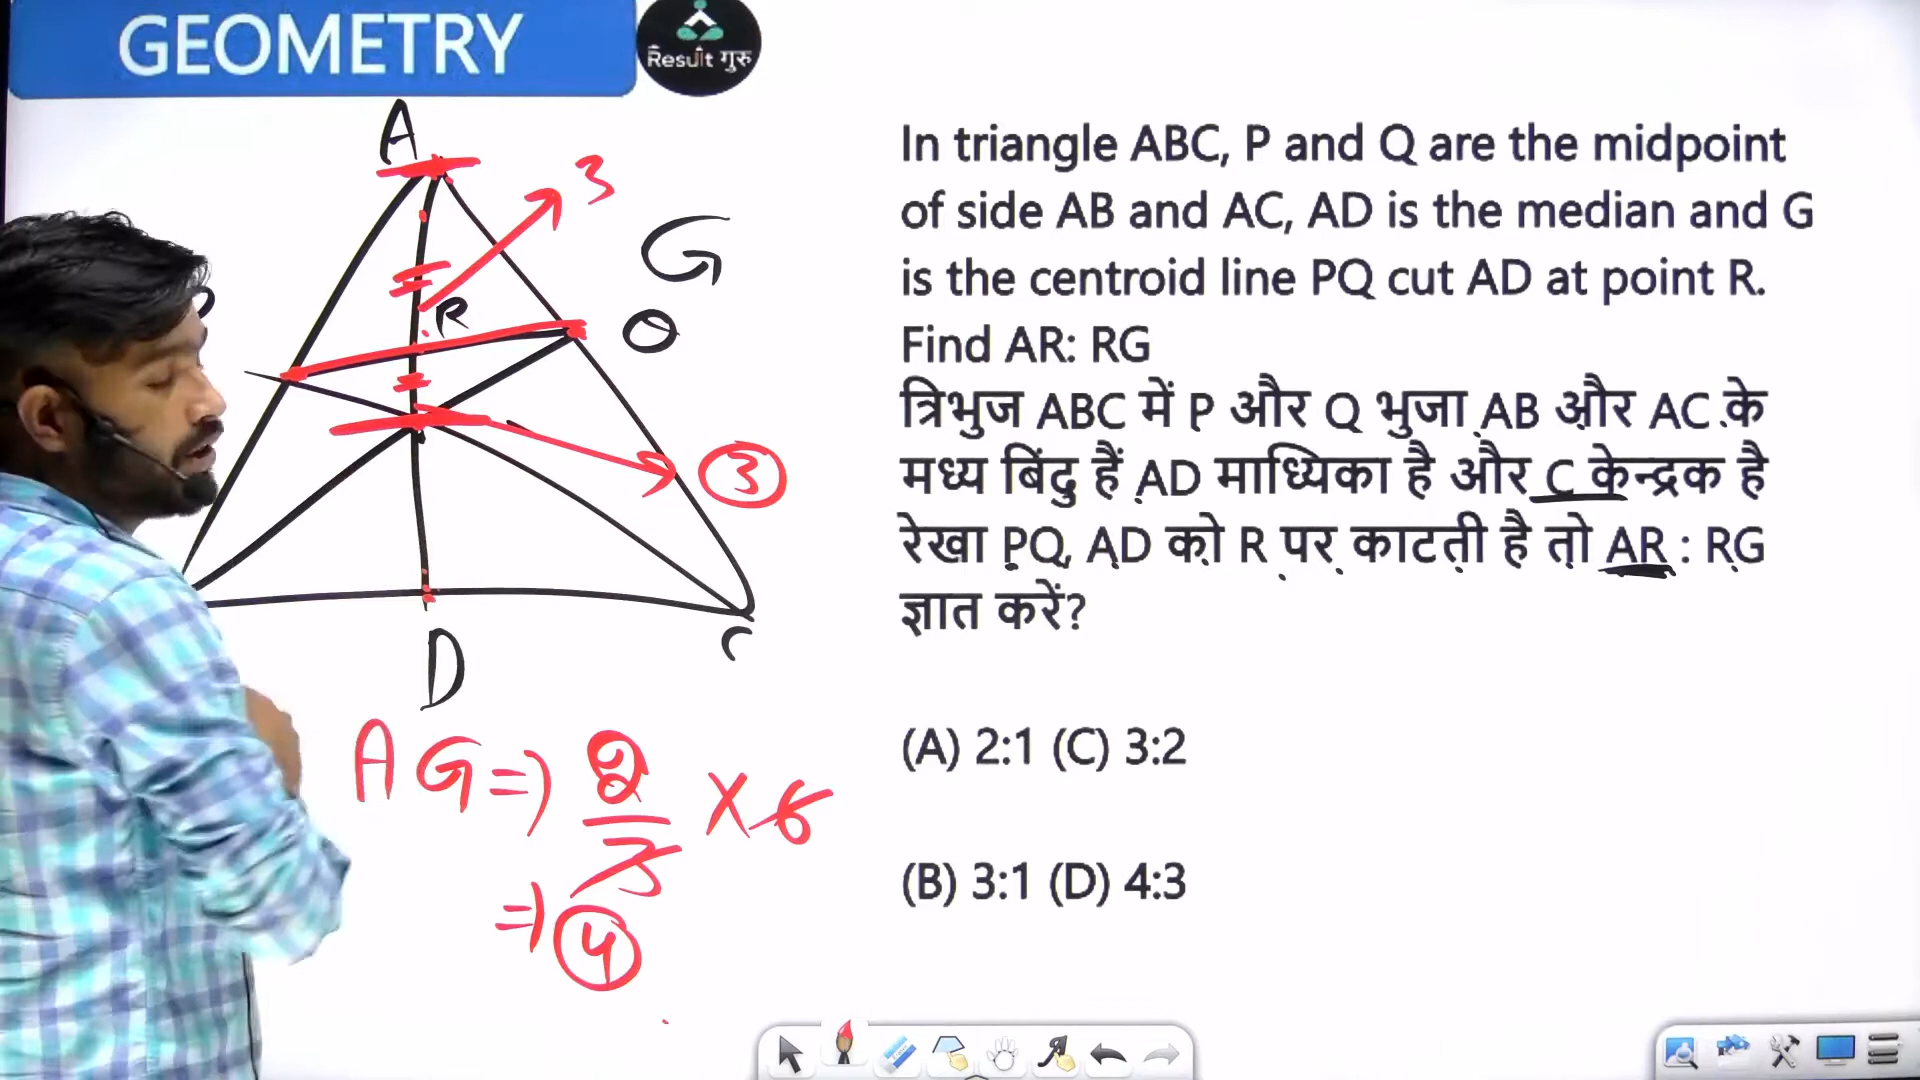 GEOMETRY
Result गुरु
In triangle ABC, P and Q are the midpoint
of side AB and AC, AD is the median and G
is the centroid line PQ cut AD at point R.
Find AR: RG
त्रिभुज ABC में P और Q भुजा AB और AC के
मध्य बिंदु हैं AD माध्यिका है और C केन्द्रक है
रेखा PQ, AD को R पर काटती है तो AR : RG
ज्ञात करें?
(A) 2:1 (C) 3:2
(B) 3:1 (D) 4:3
A
3
G
R
Q
3
D
C
AG ⇒ 2/3 × 6
⇒ 4